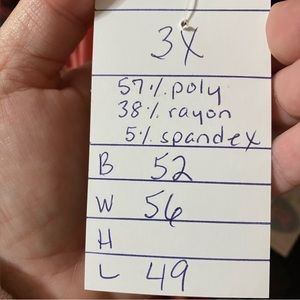 3X
57% poly
38% rayon
5% spandex
B 52
W 56
H
L 49